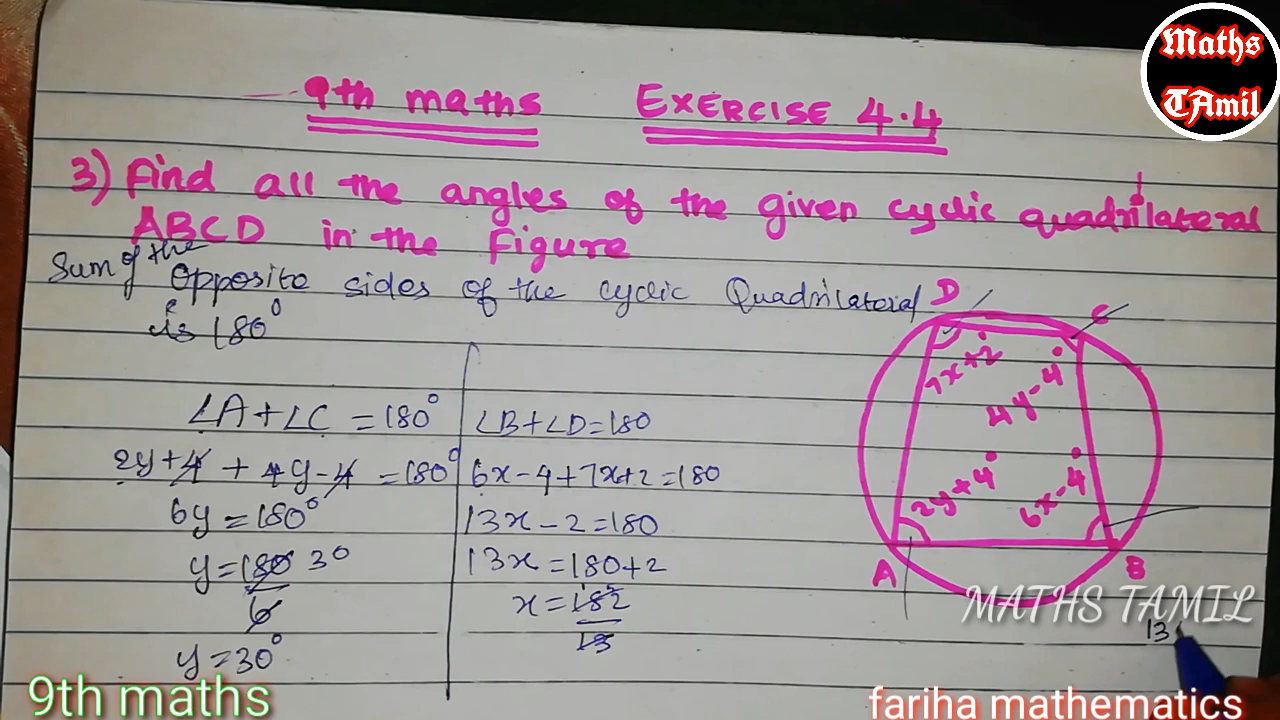 Maths
TAmil
9th maths EXERCISE 4.4
3) Find all the angles of the given cyclic quadrilateral
ABCD in the figure
Sum of the opposite sides of the cyclic Quadrilateral
is 180°
D
C
7x+2°
4y-4°
2y+4°
6x-4°
A
B
∠A+∠C = 180°
2y+4 + 4y-4 = 180°
6y = 180°
y = 180 30
6
y = 30°
∠B+∠D=180
6x-4+7x+2=180
13x-2=180
13x=180+2
x=182
13
13
MATHS TAMIL
9th maths
fariha mathematics